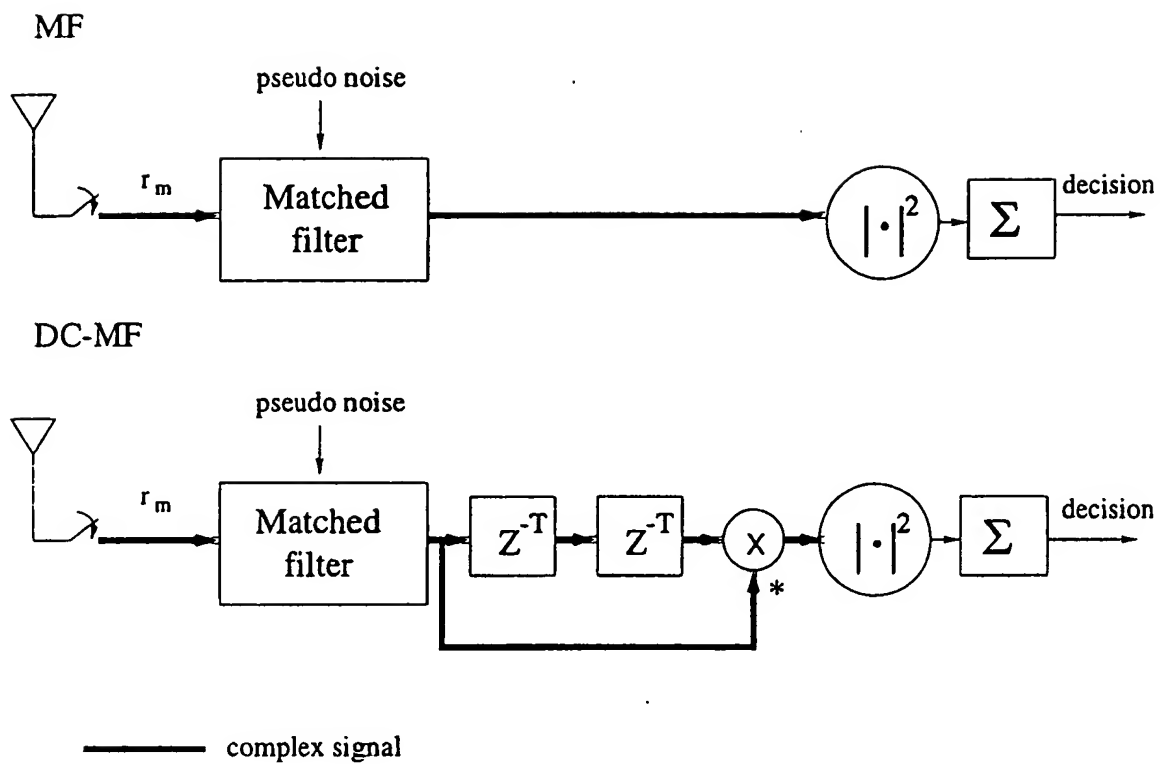 MF
pseudo noise
r m
Matched
filter
|•|2
Σ
decision
DC-MF
pseudo noise
r m
Matched
filter
Z-T
Z-T
X
*
|•|2
Σ
decision
complex signal